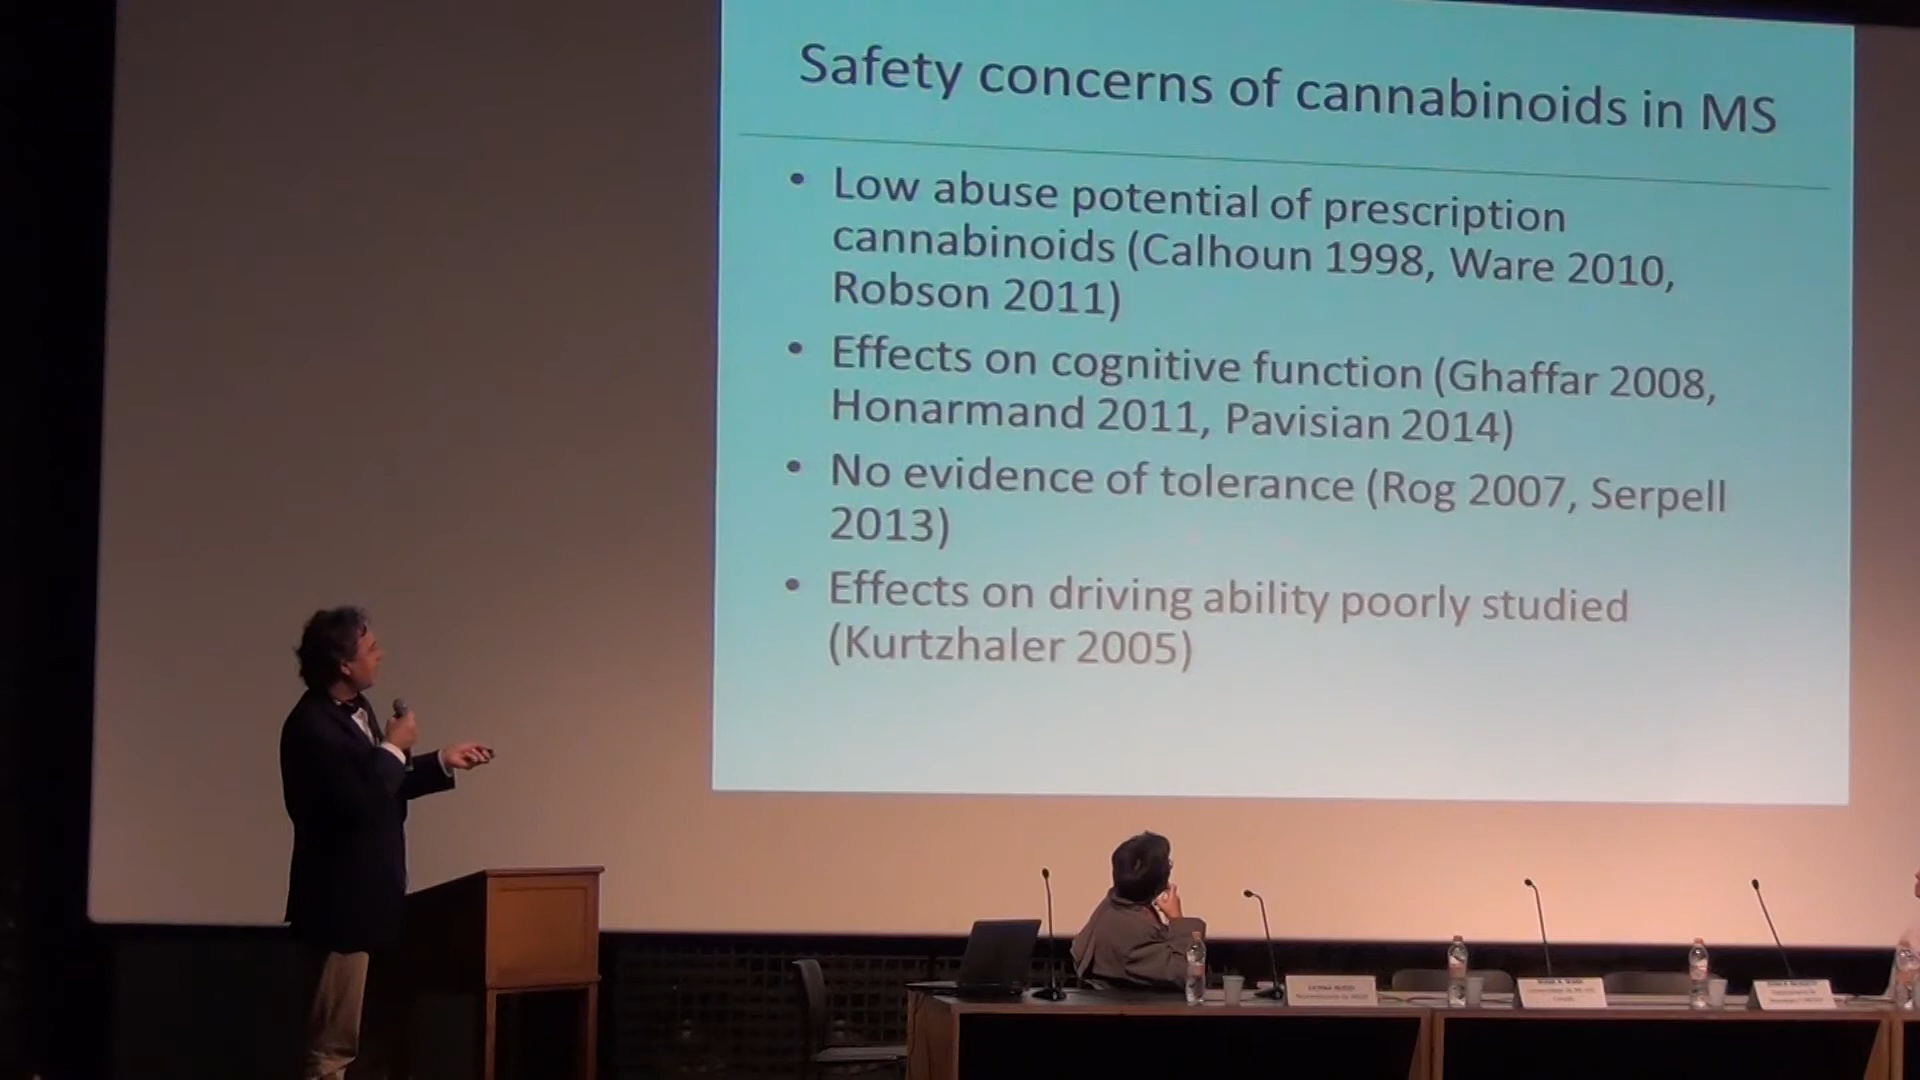 Safety concerns of cannabinoids in MS
• Low abuse potential of prescription
cannabinoids (Calhoun 1998, Ware 2010,
Robson 2011)
• Effects on cognitive function (Ghaffar 2008,
Honarmand 2011, Pavisian 2014)
• No evidence of tolerance (Rog 2007, Serpell
2013)
• Effects on driving ability poorly studied
(Kurtzhaler 2005)